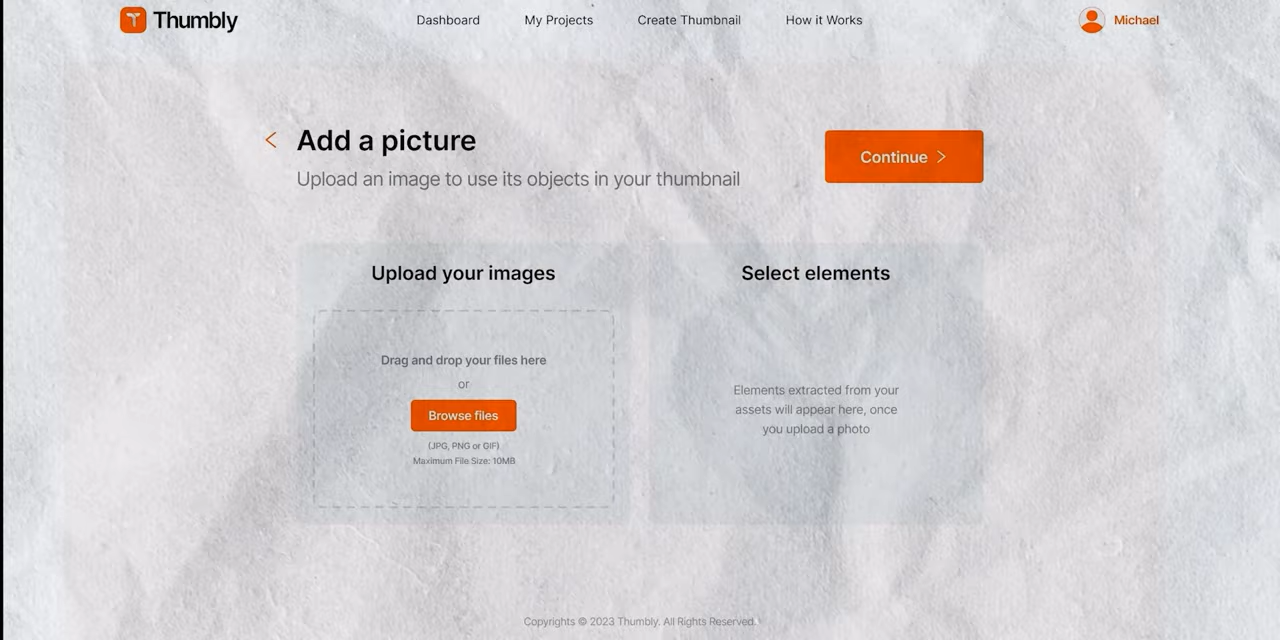 Thumbly
Dashboard
My Projects
Create Thumbnail
How it Works
Michael
Add a picture
Continue
Upload an image to use its objects in your thumbnail
Upload your images
Drag and drop your files here
or
Browse files
(JPG, PNG or GIF)
Maximum File Size: 10MB
Select elements
Elements extracted from your
assets will appear here, once
you upload a photo
Copyrights © 2023 Thumbly. All Rights Reserved.